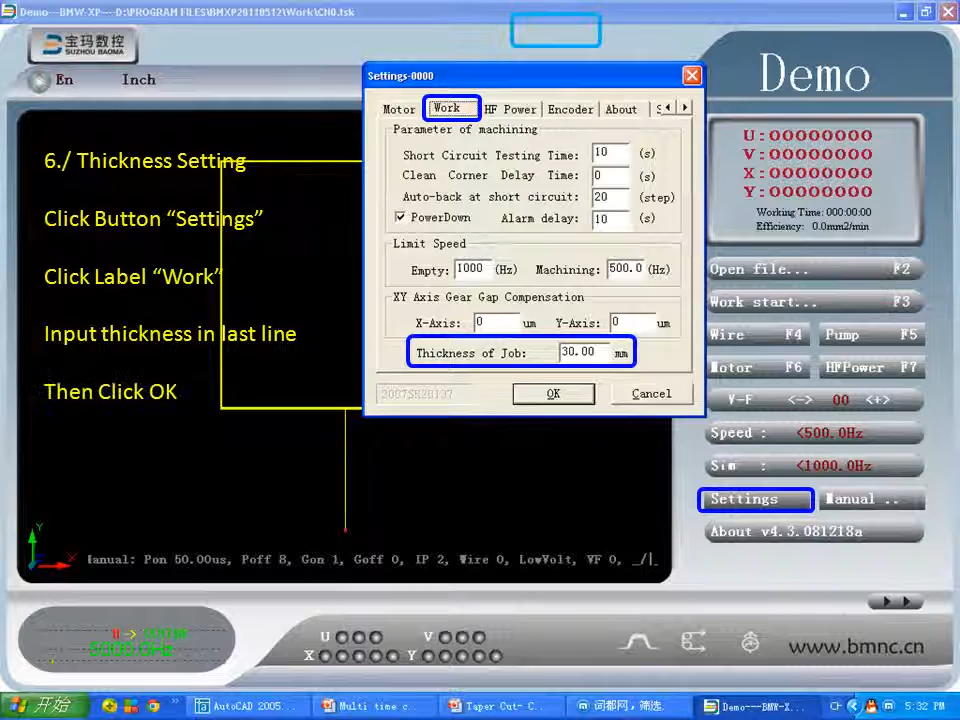 Demo---BMW-XP---D:\PROGRAM FILES\BMXP20110512\Work\CN0.tsk
宝玛数控
SUZHOU BAOMA
En Inch
Demo
6./ Thickness Setting
Click Button “Settings”
Click Label “Work”
Input thickness in last line
Then Click OK
Settings-0000
Motor Work HF Power Encoder About S
Parameter of machining
Short Circuit Testing Time: 10 (s)
Clean Corner Delay Time: 0 (s)
Auto-back at short circuit: 20 (step)
PowerDown Alarm delay: 10 (s)
Limit Speed
Empty: 1000 (Hz) Machining: 500.0 (Hz)
XY Axis Gear Gap Compensation
X-Axis: 0 um Y-Axis: 0 um
Thickness of Job: 30.00 mm
OK Cancel
U:00000000
V:00000000
X:00000000
Y:00000000
Working Time: 000:00:00
Efficiency: 0.0mm2/min
Open file... F2
Work start... F3
Wire F4 Pump F5
Motor F6 HFPower F7
V-F <-> 00 <+>
Speed : <500.0Hz
Sim : <1000.0Hz
Settings Manual ..
About v4.3.081218a
Y
X
Manual: Pon 50.00us, Poff 8, Gon 1, Goff 0, IP 2, Wire 0, LowVolt, VF 0, _/|_
5000.0Hz
U V
X Y
www.bmnc.cn
开始 AutoCAD 2005... Multi time c... Taper Cut- C... 词都网，筛选. Demo---BMW-X... CH 5:32 PM